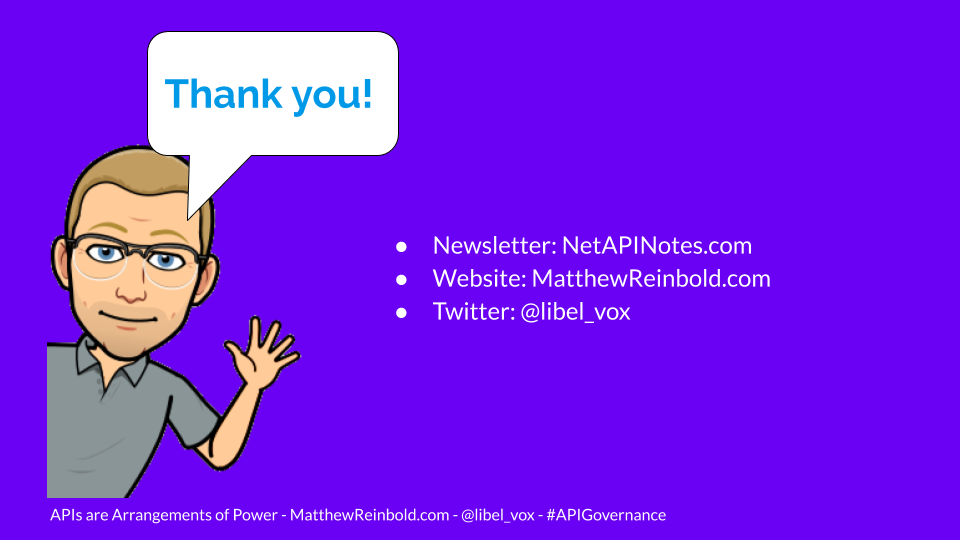 Thank you!
● Newsletter: NetAPINotes.com
● Website: MatthewReinbold.com
● Twitter: @libel_vox
APIs are Arrangements of Power - MatthewReinbold.com - @libel_vox - #APIGovernance